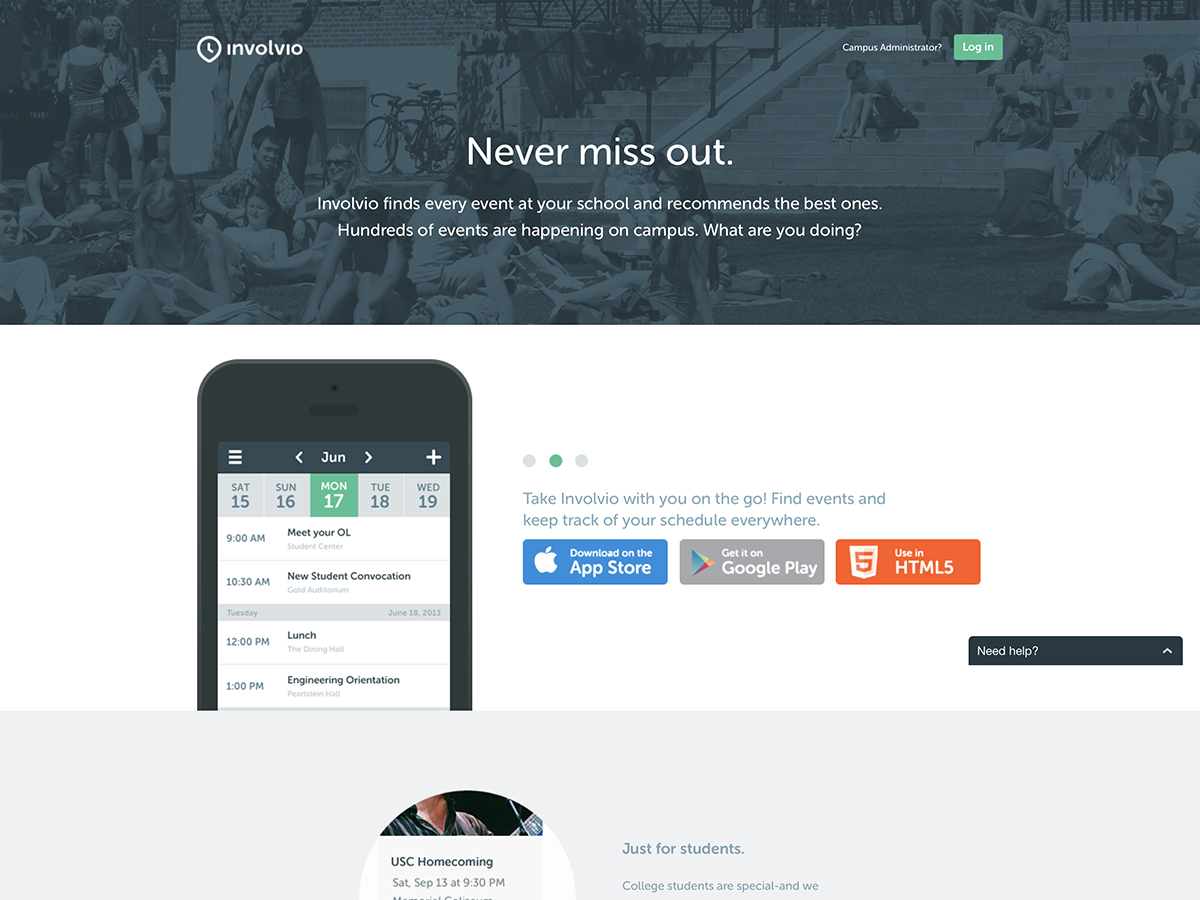 involvio
Campus Administrator?
Log in
Never miss out.
Involvio finds every event at your school and recommends the best ones.
Hundreds of events are happening on campus. What are you doing?
Jun
SAT
15
SUN
16
MON
17
TUE
18
WED
19
9:00 AM
Meet your OL
Student Center
10:30 AM
New Student Convocation
Gold Auditorium
Tuesday
June 18, 2013
12:00 PM
Lunch
The Dining Hall
1:00 PM
Engineering Orientation
Pearlstein Hall
Take Involvio with you on the go! Find events and
keep track of your schedule everywhere.
Download on the
App Store
Get it on
Google Play
5
Use in
HTML5
Need help?
USC Homecoming
Sat, Sep 13 at 9:30 PM
Memorial Coliseum
Just for students.
College students are special-and we